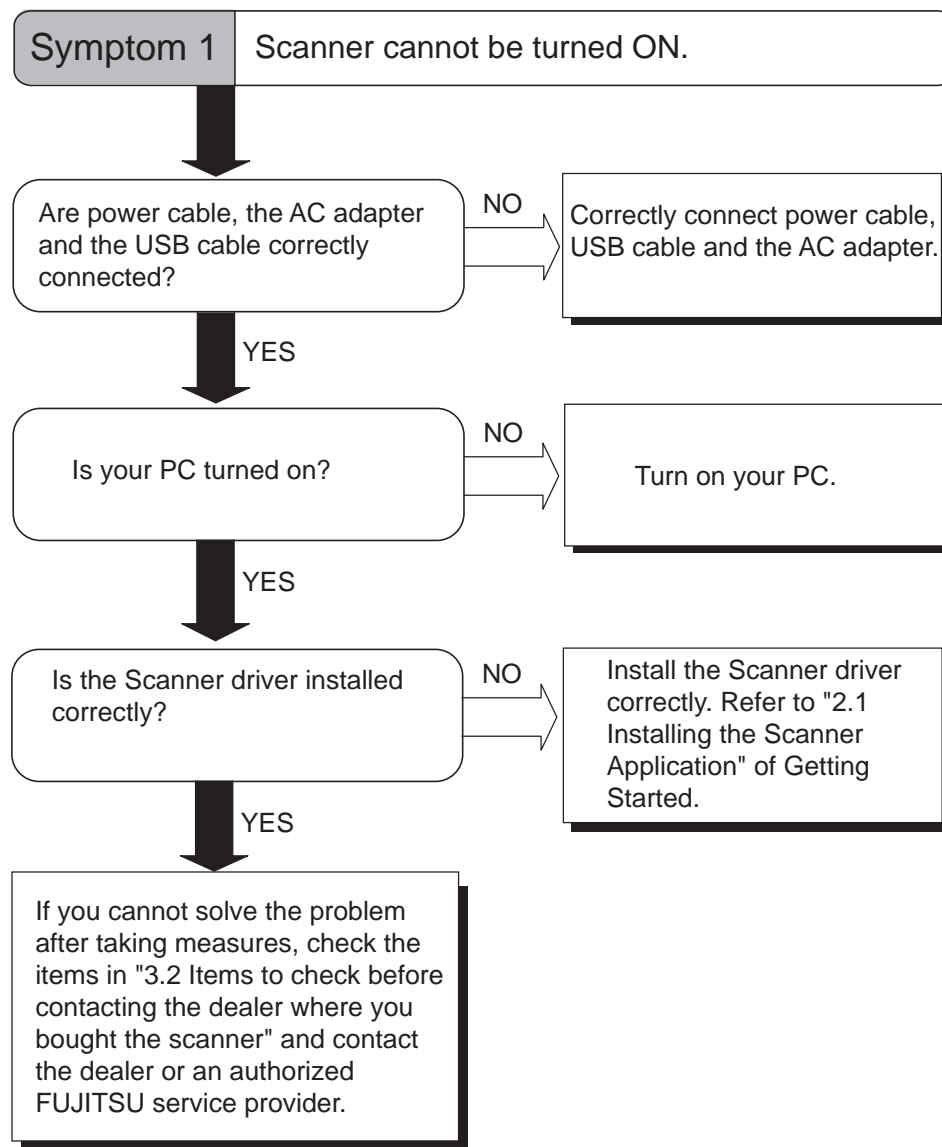 Symptom 1
Scanner cannot be turned ON.
Are power cable, the AC adapter
and the USB cable correctly
connected?
NO
Correctly connect power cable,
USB cable and the AC adapter.
YES
Is your PC turned on?
NO
Turn on your PC.
YES
Is the Scanner driver installed
correctly?
NO
Install the Scanner driver
correctly. Refer to "2.1
Installing the Scanner
Application" of Getting
Started.
YES
If you cannot solve the problem
after taking measures, check the
items in "3.2 Items to check before
contacting the dealer where you
bought the scanner" and contact
the dealer or an authorized
FUJITSU service provider.